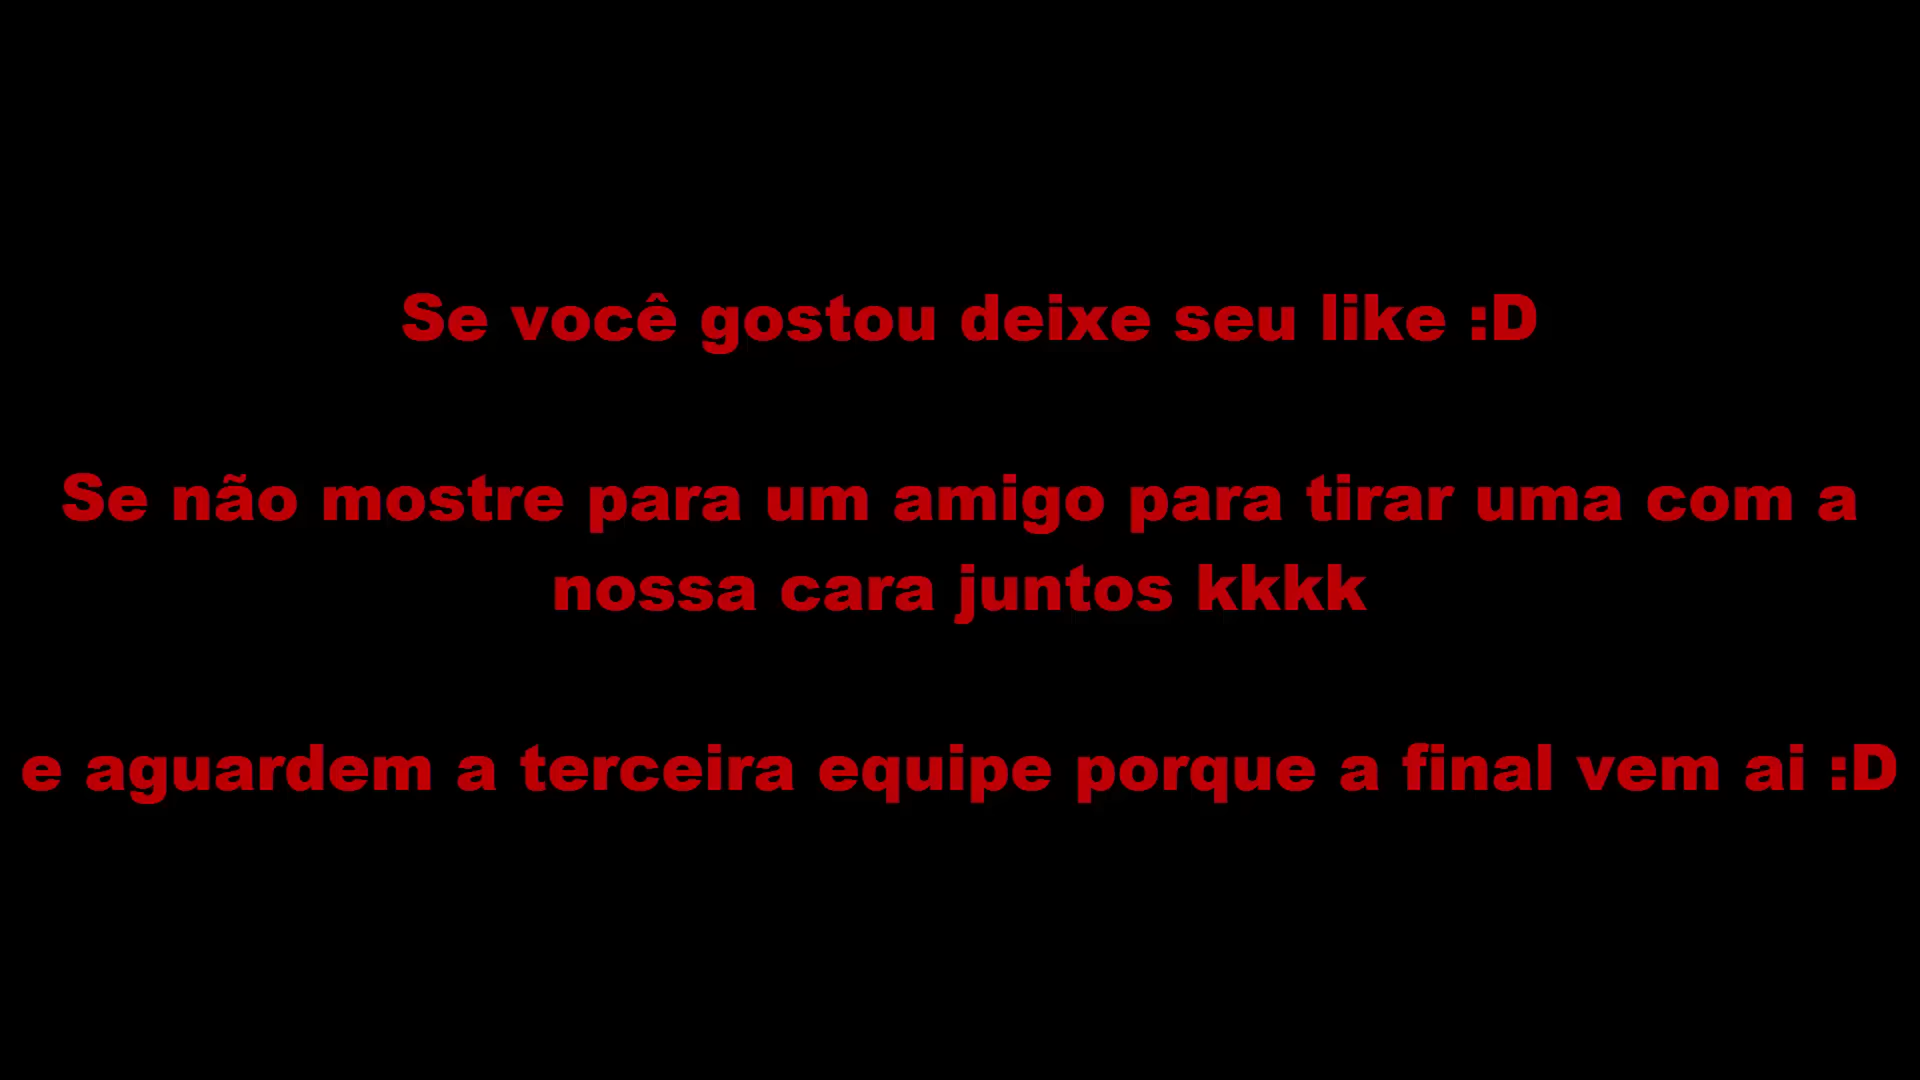 Se você gostou deixe seu like :D
Se não mostre para um amigo para tirar uma com a
nossa cara juntos kkkk
e aguardem a terceira equipe porque a final vem ai :D